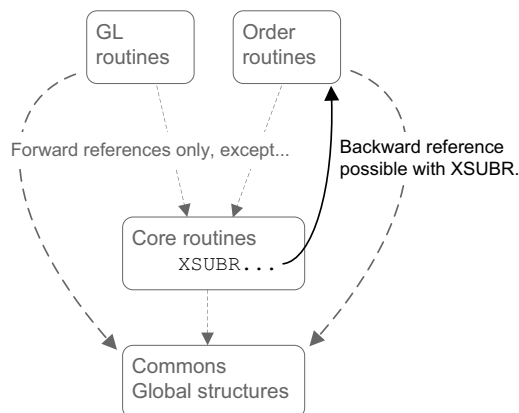 GL
routines
Order
routines
Forward references only, except...
Backward reference
possible with XSUBR.
Core routines
XSUBR...
Commons
Global structures